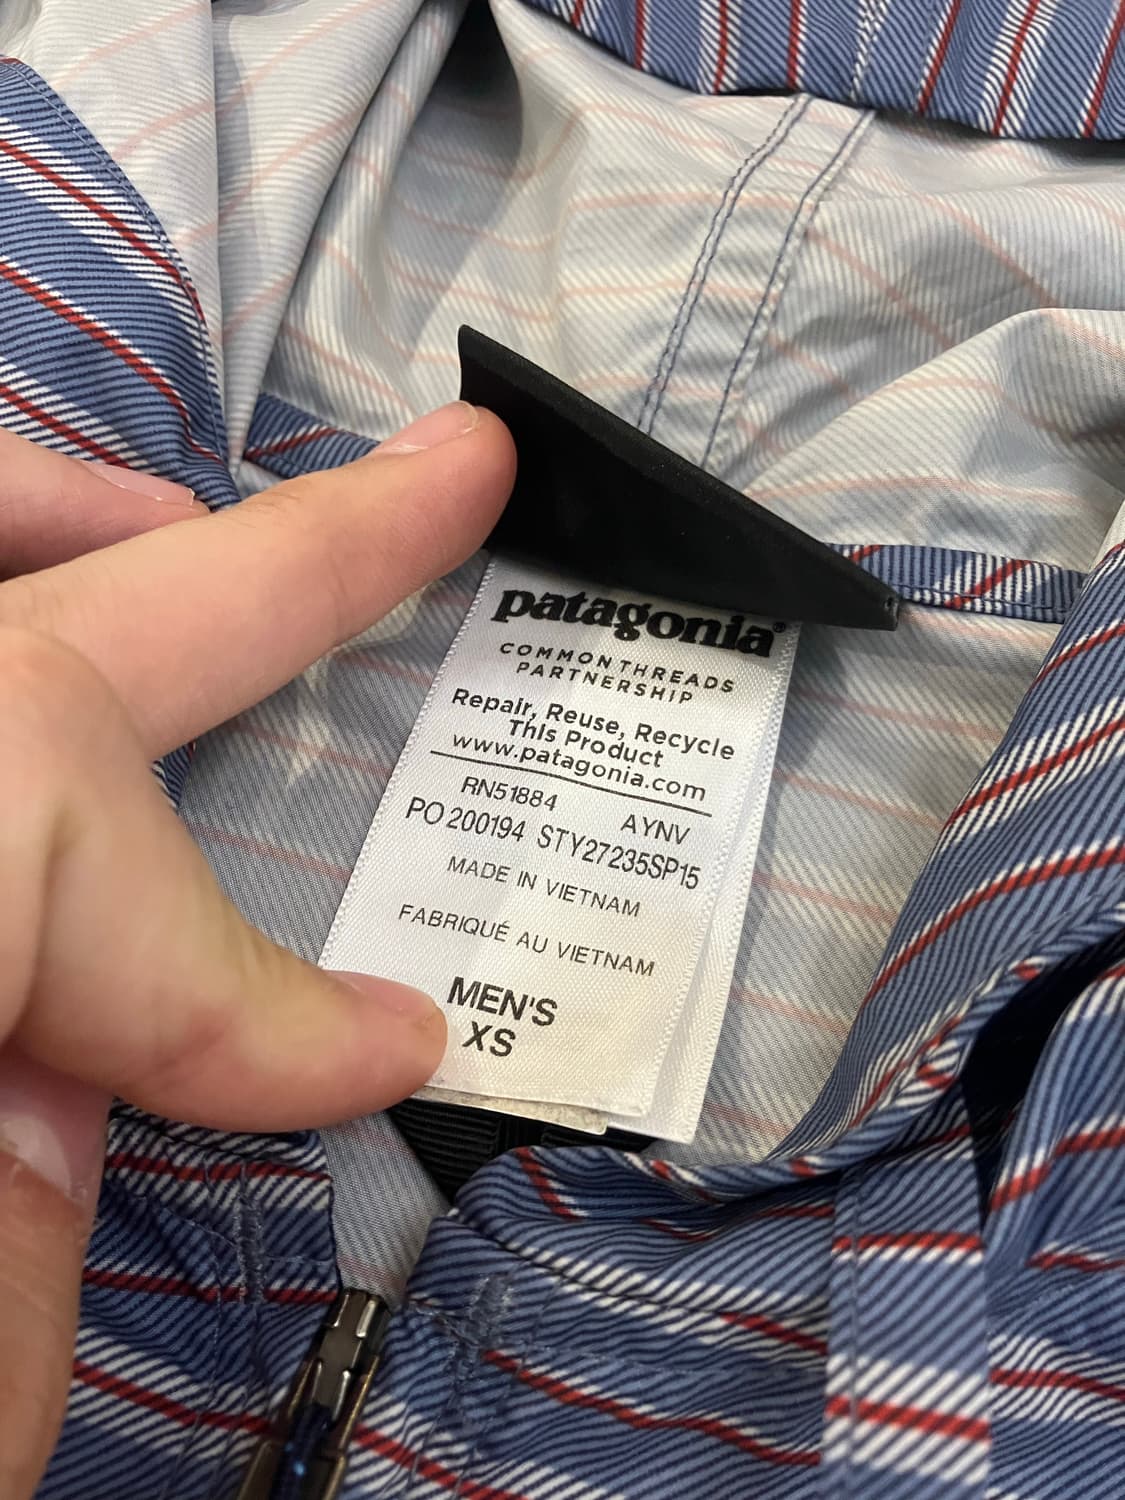 patagonia®
COMMON THREADS
PARTNERSHIP
Repair, Reuse, Recycle
This Product
www.patagonia.com
RN51884 AYNV
PO 200194 STY27235SP15
MADE IN VIETNAM
FABRIQUÉ AU VIETNAM
MEN'S
XS